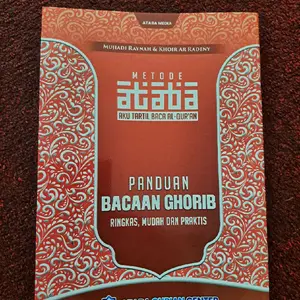 ATABA MEDIA
MUHADI RAYNAH & KHOIR AR RADENY
METODE
ataba
AKU TARTIL BACA AL-QUR'AN
PANDUAN
BACAAN GHORIB
RINGKAS, MUDAH DAN PRAKTIS